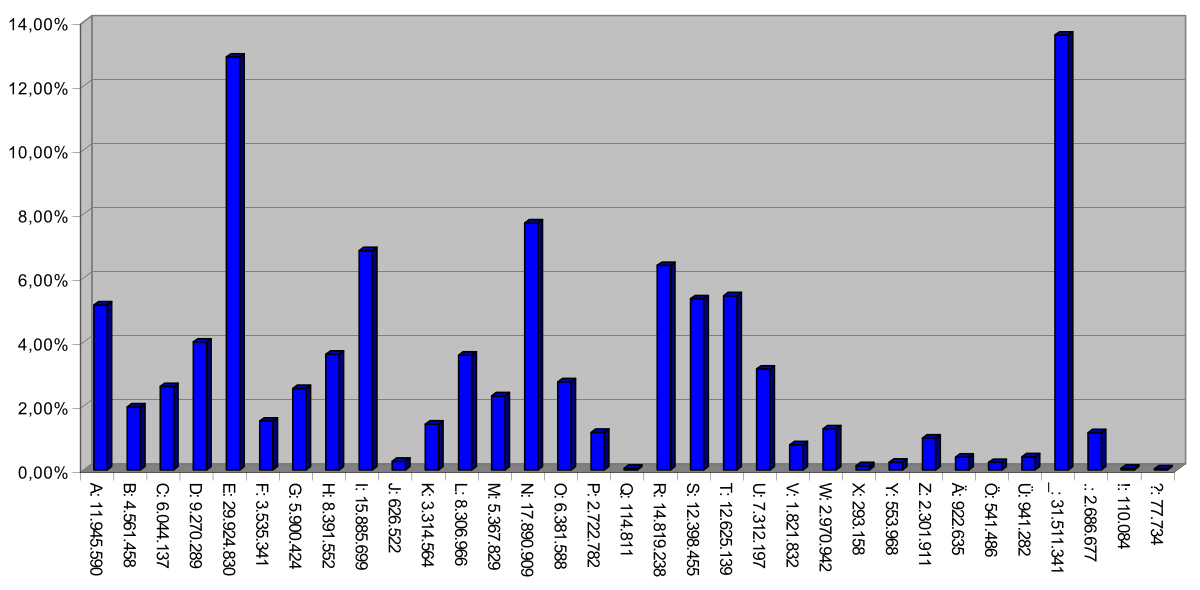 14,00%
12,00%
10,00%
8,00%
6,00%
4,00%
2,00%
0,00%
A: 11.945.590
B: 4.561.458
C: 6.044.137
D: 9.270.289
E: 29.924.830
F: 3.535.341
G: 5.900.424
H: 8.391.552
I: 15.885.699
J: 626.522
K: 3.314.564
L: 8.306.966
M: 5.367.829
N: 17.890.909
O: 6.381.588
P: 2.722.782
Q: 114.811
R: 14.819.238
S: 12.398.455
T: 12.625.139
U: 7.312.197
V: 1.821.832
W: 2.970.942
X: 293.158
Y: 553.968
Z: 2.301.911
Ä: 922.635
Ö: 541.486
Ü: 941.282
_: 31.511.341
.: 2.686.677
!: 110.084
?: 77.734